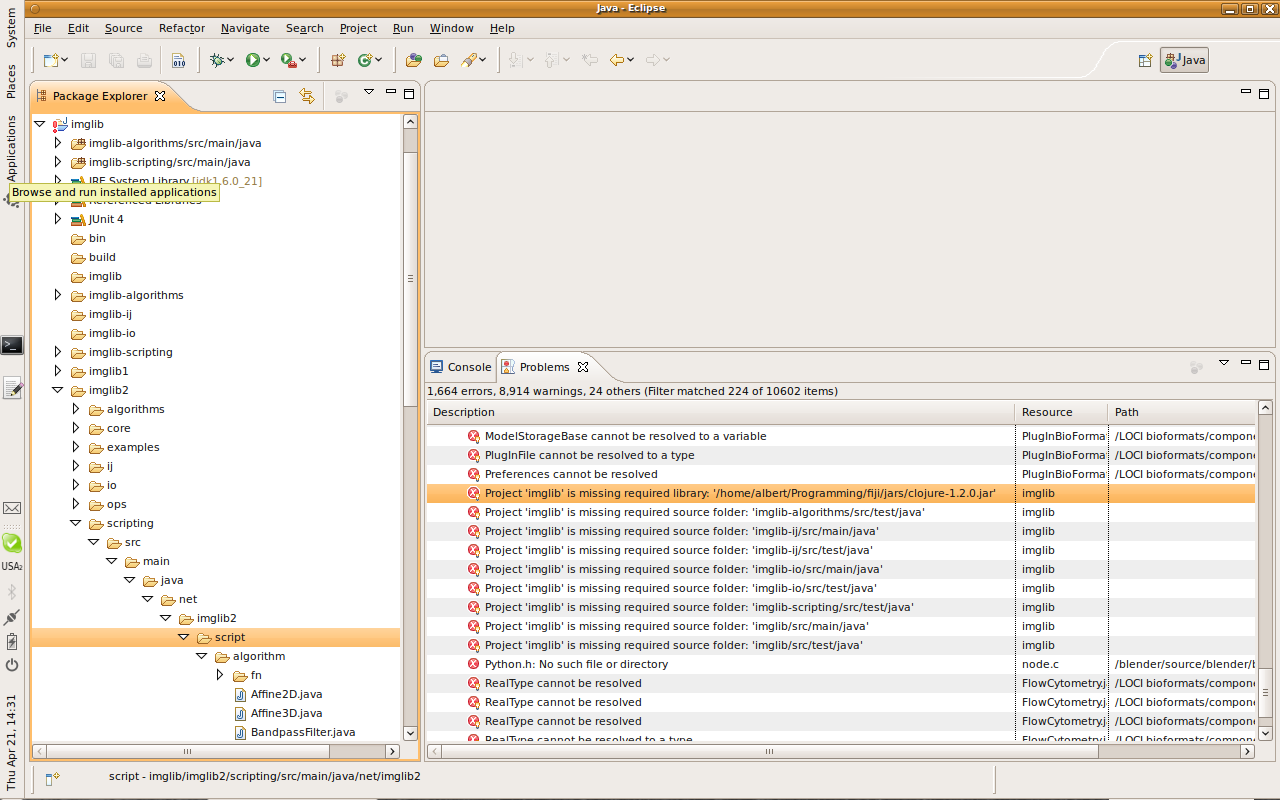 Java - Eclipse
System
Places
Applications
File Edit Source Refactor Navigate Search Project Run Window Help
Java
Package Explorer
imglib
imglib-algorithms/src/main/java
imglib-scripting/src/main/java
JRE System Library [jdk1.6.0_21]
Browse and run installed applications
Referenced Libraries
JUnit 4
bin
build
imglib
imglib-algorithms
imglib-ij
imglib-io
imglib-scripting
imglib1
imglib2
algorithms
core
examples
ij
io
ops
scripting
src
main
java
net
imglib2
script
algorithm
fn
Affine2D.java
Affine3D.java
BandpassFilter.java
Console Problems
1,664 errors, 8,914 warnings, 24 others (Filter matched 224 of 10602 items)
Description Resource Path
ModelStorageBase cannot be resolved to a variable PlugInBioForma /LOCI bioformats/compone
PlugInFile cannot be resolved to a type PlugInBioForma /LOCI bioformats/compone
Preferences cannot be resolved PlugInBioForma /LOCI bioformats/compone
Project 'imglib' is missing required library: '/home/albert/Programming/fiji/jars/clojure-1.2.0.jar' imglib
Project 'imglib' is missing required source folder: 'imglib-algorithms/src/test/java' imglib
Project 'imglib' is missing required source folder: 'imglib-ij/src/main/java' imglib
Project 'imglib' is missing required source folder: 'imglib-ij/src/test/java' imglib
Project 'imglib' is missing required source folder: 'imglib-io/src/main/java' imglib
Project 'imglib' is missing required source folder: 'imglib-io/src/test/java' imglib
Project 'imglib' is missing required source folder: 'imglib-scripting/src/test/java' imglib
Project 'imglib' is missing required source folder: 'imglib/src/main/java' imglib
Project 'imglib' is missing required source folder: 'imglib/src/test/java' imglib
Python.h: No such file or directory node.c /blender/source/blender/b
RealType cannot be resolved FlowCytometry.j /LOCI bioformats/compone
RealType cannot be resolved FlowCytometry.j /LOCI bioformats/compone
RealType cannot be resolved FlowCytometry.j /LOCI bioformats/compone
RealType cannot be resolved to a type FlowCytometry.j /LOCI bioformats/compone
USA2
Thu Apr 21, 14:31
script - imglib/imglib2/scripting/src/main/java/net/imglib2